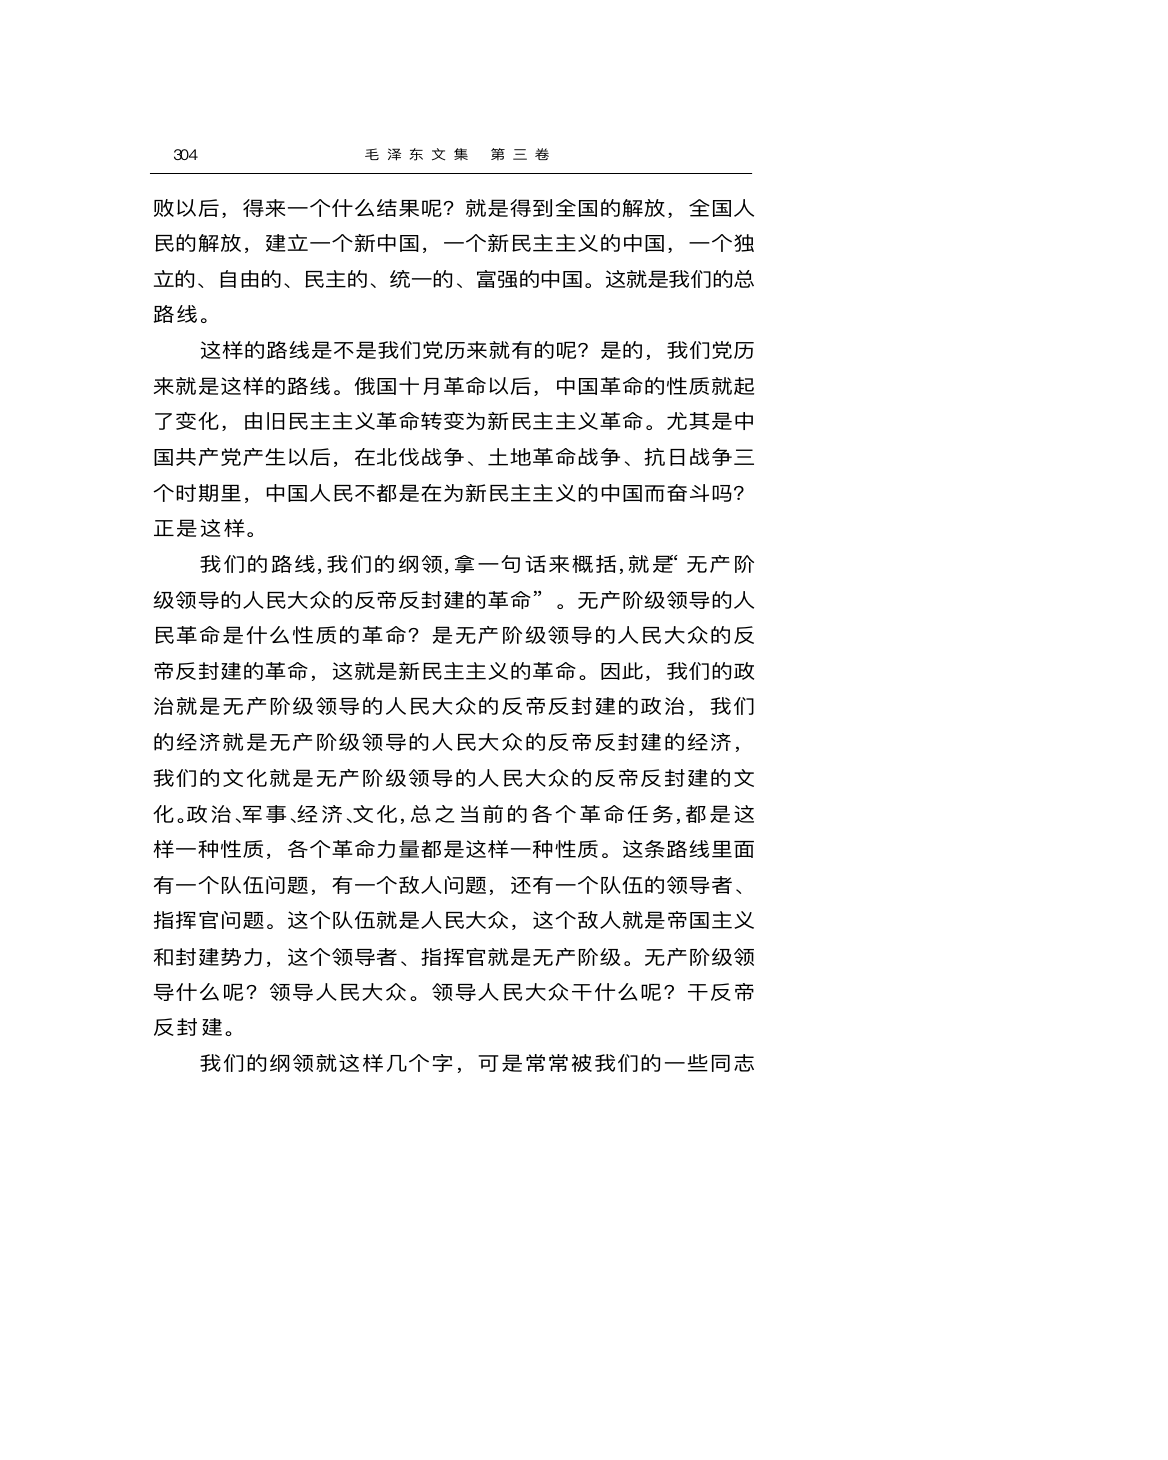 304 毛泽东文集 第三卷
败以后，得来一个什么结果呢？就是得到全国的解放，全国人
民的解放，建立一个新中国，一个新民主主义的中国，一个独
立的、自由的、民主的、统一的、富强的中国。这就是我们的总
路线。
这样的路线是不是我们党历来就有的呢？是的，我们党历
来就是这样的路线。俄国十月革命以后，中国革命的性质就起
了变化，由旧民主主义革命转变为新民主主义革命。尤其是中
国共产党产生以后，在北伐战争、土地革命战争、抗日战争三
个时期里，中国人民不都是在为新民主主义的中国而奋斗吗？
正是这样。
我们的路线，我们的纲领，拿一句话来概括，就是“无产阶
级领导的人民大众的反帝反封建的革命”。无产阶级领导的人
民革命是什么性质的革命？是无产阶级领导的人民大众的反
帝反封建的革命，这就是新民主主义的革命。因此，我们的政
治就是无产阶级领导的人民大众的反帝反封建的政治，我们
的经济就是无产阶级领导的人民大众的反帝反封建的经济，
我们的文化就是无产阶级领导的人民大众的反帝反封建的文
化。政治、军事、经济、文化，总之当前的各个革命任务，都是这
样一种性质，各个革命力量都是这样一种性质。这条路线里面
有一个队伍问题，有一个敌人问题，还有一个队伍的领导者、
指挥官问题。这个队伍就是人民大众，这个敌人就是帝国主义
和封建势力，这个领导者、指挥官就是无产阶级。无产阶级领
导什么呢？领导人民大众。领导人民大众干什么呢？干反帝
反封建。
我们的纲领就这样几个字，可是常常被我们的一些同志